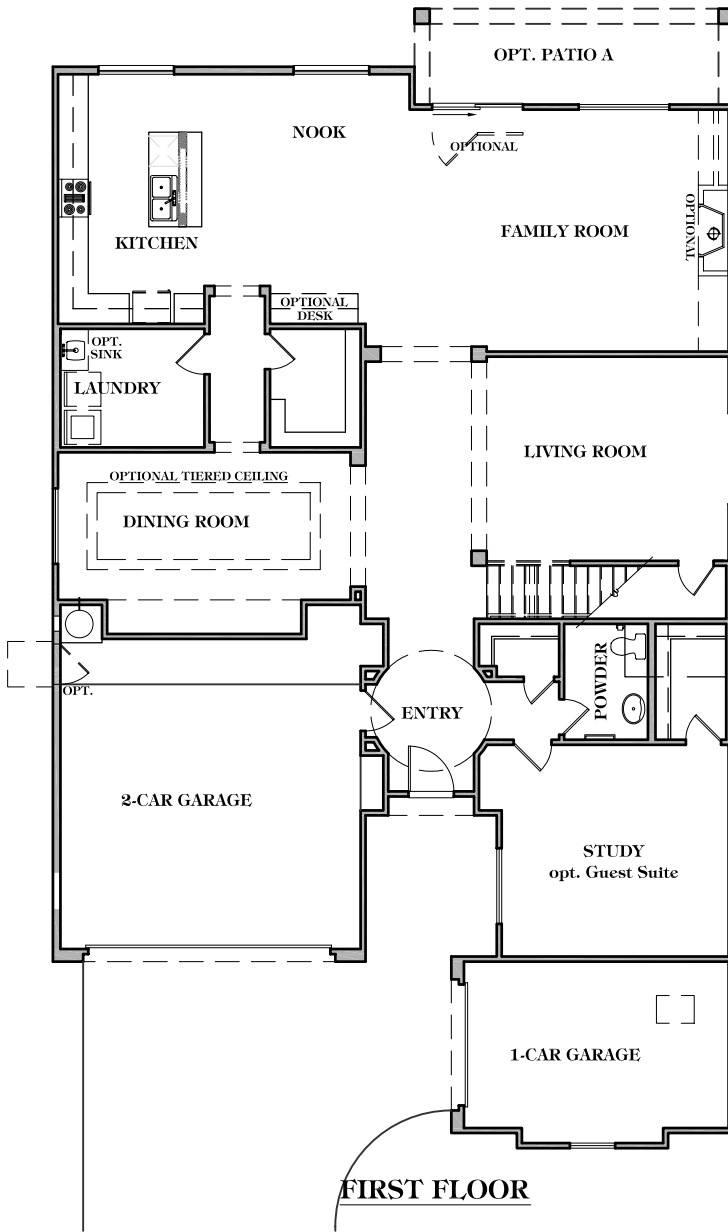 OPT. PATIO A
NOOK
OPTIONAL
KITCHEN
FAMILY ROOM
OPTIONAL
OPTIONAL
DESK
OPT.
SINK
LAUNDRY
LIVING ROOM
OPTIONAL TIERED CEILING
DINING ROOM
OPT.
POWDER
ENTRY
2-CAR GARAGE
STUDY
opt. Guest Suite
1-CAR GARAGE
FIRST FLOOR